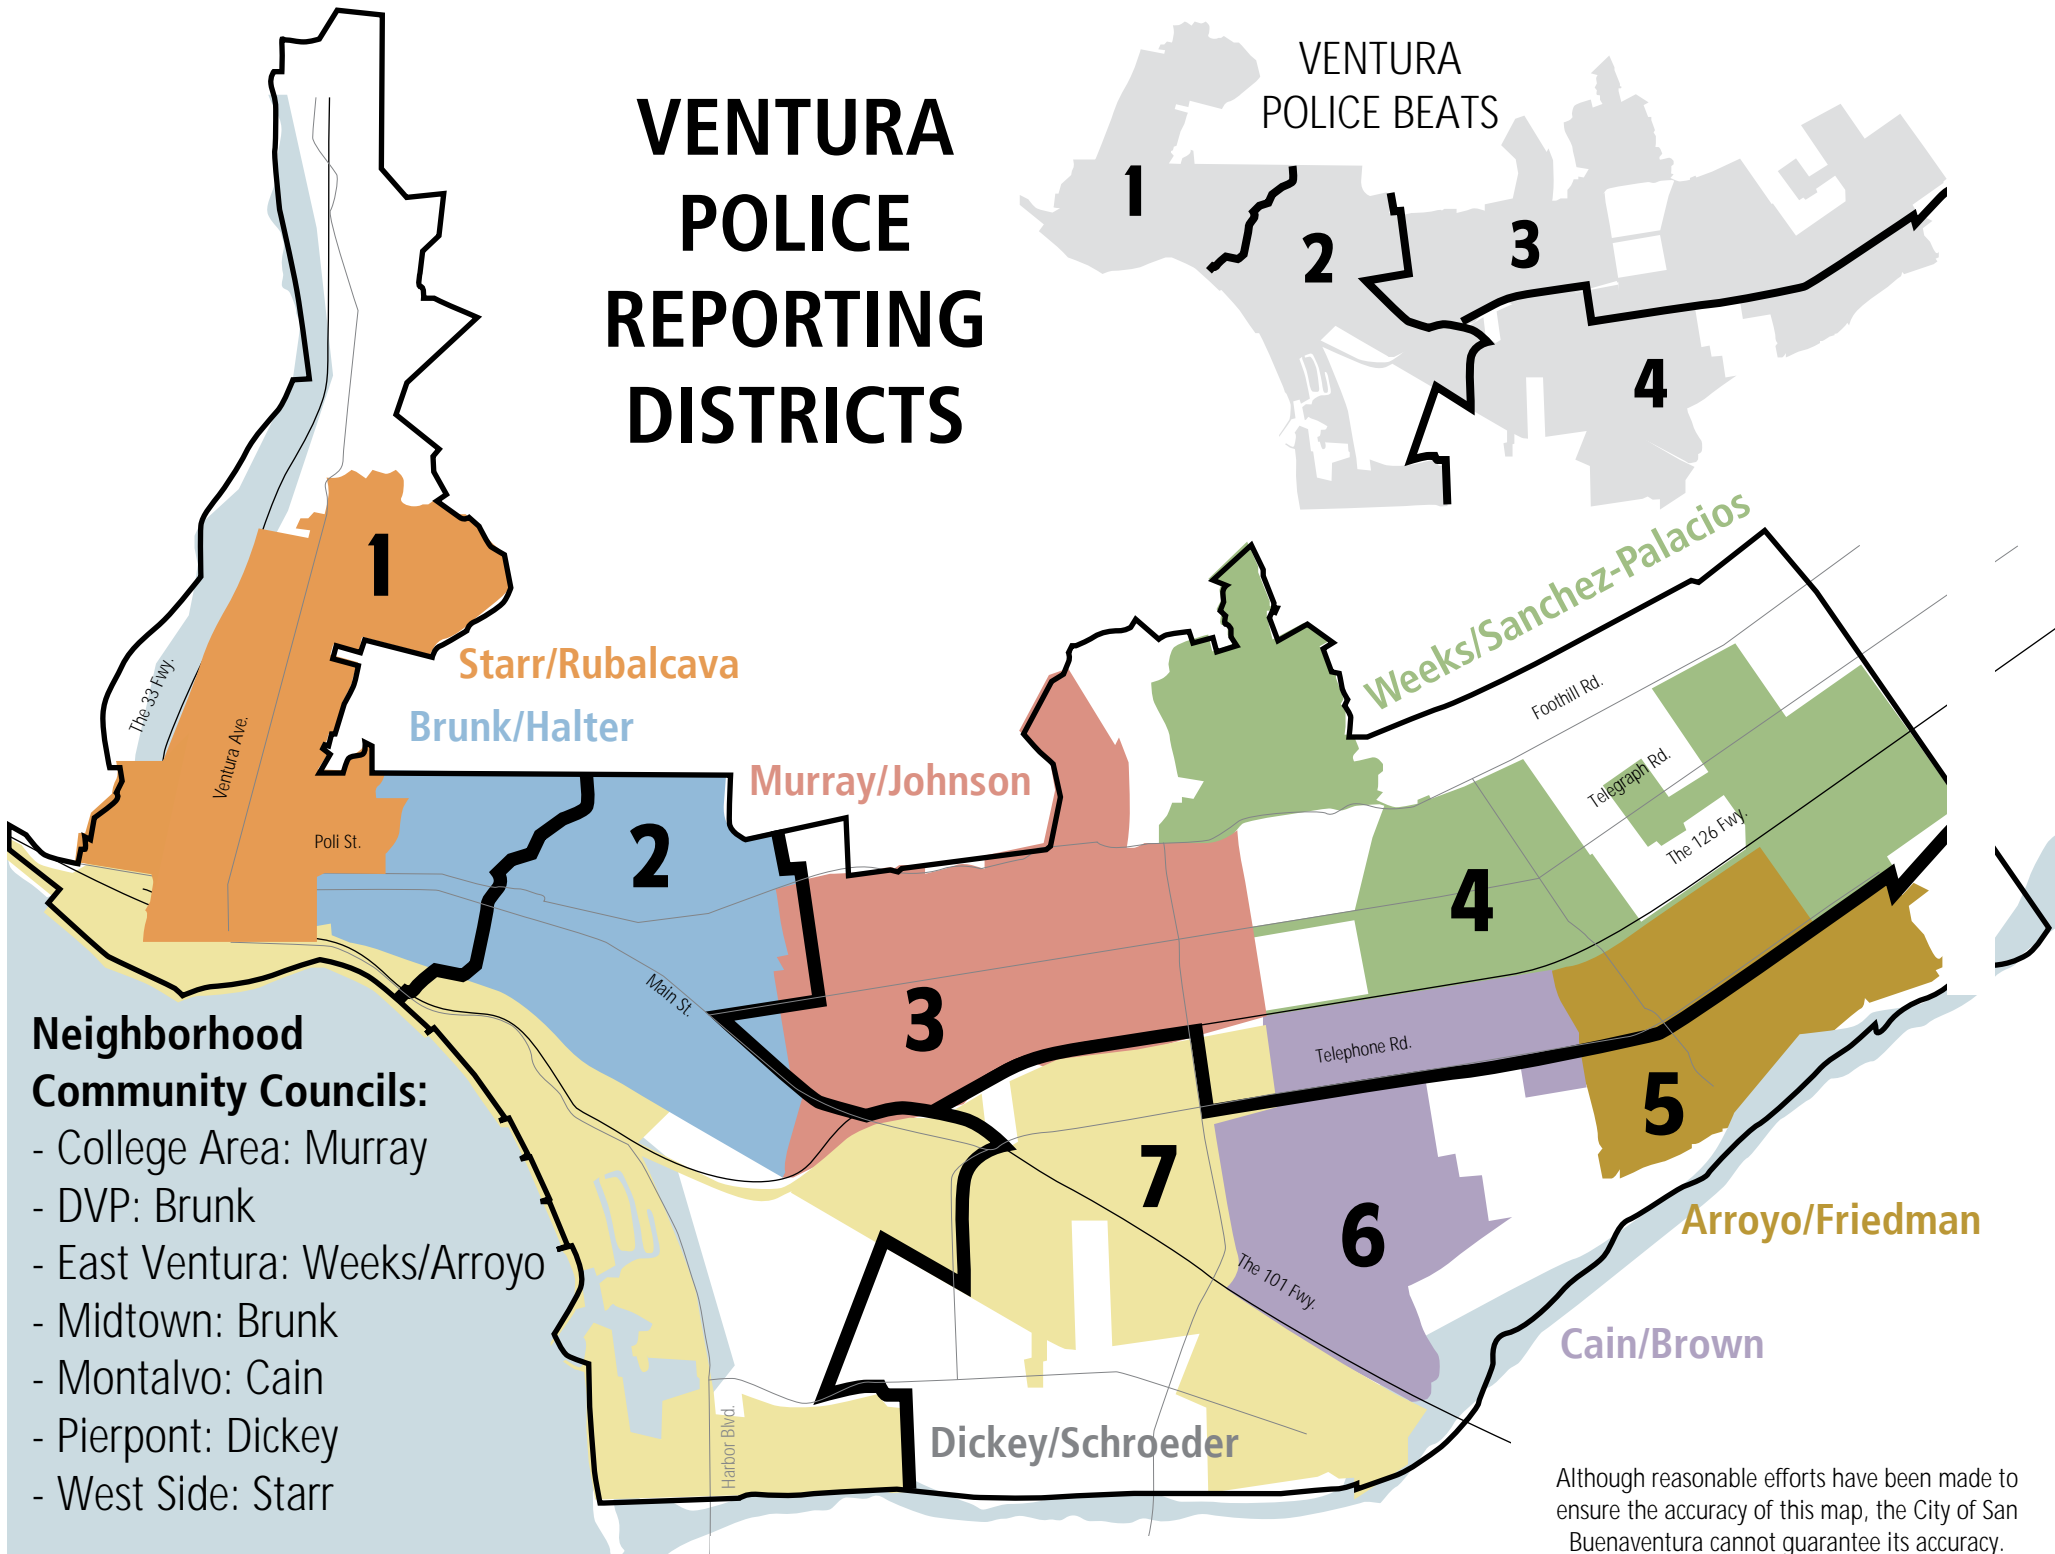 VENTURA
POLICE
REPORTING
DISTRICTS
VENTURA
POLICE BEATS
1
2
3
4
1
Starr/Rubalcava
Brunk/Halter
Murray/Johnson
Weeks/Sanchez-Palacios
The 33 Fwy.
Ventura Ave.
Poli St.
Foothill Rd.
Telegraph Rd.
The 126 Fwy.
2
3
4
Main St.
Telephone Rd.
5
7
6
The 101 Fwy.
Arroyo/Friedman
Cain/Brown
Dickey/Schroeder
Harbor Blvd.
Neighborhood
Community Councils:
- College Area: Murray
- DVP: Brunk
- East Ventura: Weeks/Arroyo
- Midtown: Brunk
- Montalvo: Cain
- Pierpont: Dickey
- West Side: Starr
Although reasonable efforts have been made to
ensure the accuracy of this map, the City of San
Buenaventura cannot guarantee its accuracy.